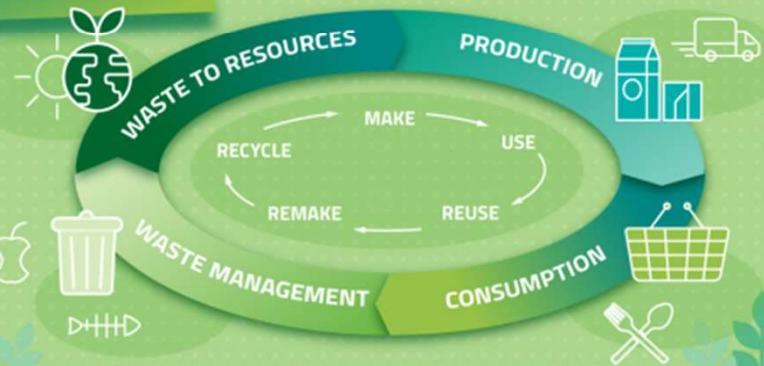 WASTE TO RESOURCES
PRODUCTION
CONSUMPTION
WASTE MANAGEMENT
MAKE
USE
REUSE
REMAKE
RECYCLE